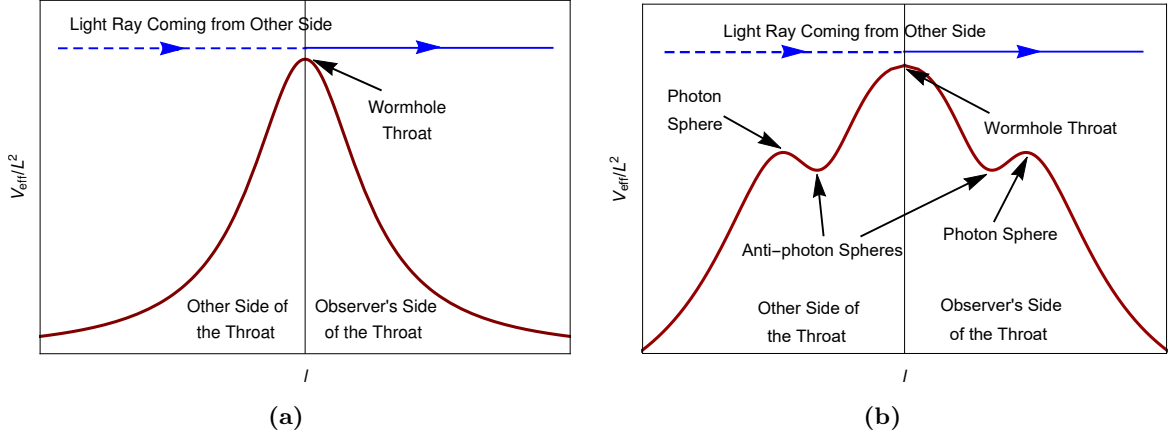 Light Ray Coming from Other Side
Wormhole
Throat
V_eff/L²
Other Side of
the Throat
Observer's Side
of the Throat
l
(a)
Light Ray Coming from Other Side
Photon
Sphere
Wormhole Throat
V_eff/L²
Anti-photon Spheres
Photon Sphere
Other Side of
the Throat
Observer's Side
of the Throat
l
(b)